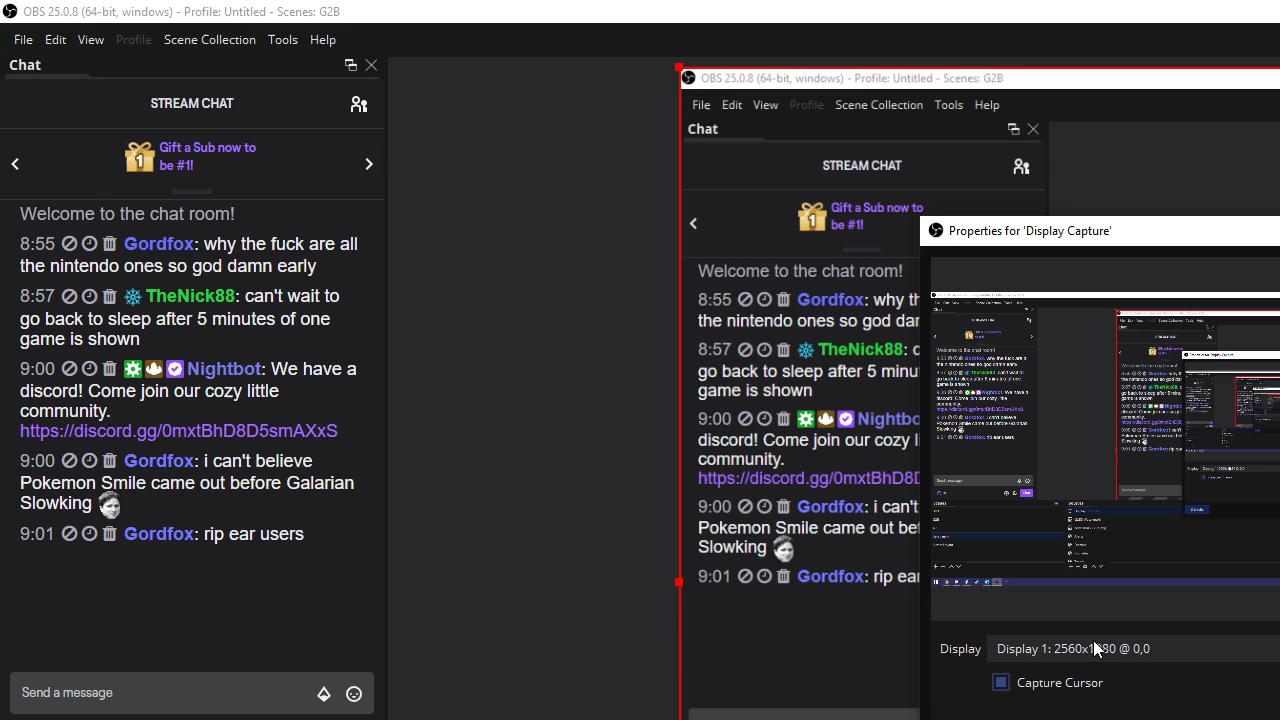 OBS 25.0.8 (64-bit, windows) - Profile: Untitled - Scenes: G2B
File Edit View Profile Scene Collection Tools Help
Chat
STREAM CHAT
1
Gift a Sub now to
be #1!
Welcome to the chat room!
8:55 Gordfox: why the fuck are all
the nintendo ones so god damn early
8:57 TheNick88: can't wait to
go back to sleep after 5 minutes of one
game is shown
9:00 Nightbot: We have a
discord! Come join our cozy little
community.
https://discord.gg/0mxtBhD8D5smAXxS
9:00 Gordfox: i can't believe
Pokemon Smile came out before Galarian
Slowking
9:01 Gordfox: rip ear users
Send a message
OBS 25.0.8 (64-bit, windows) - Profile: Untitled - Scenes: G2B
File Edit View Profile Scene Collection Tools Help
Chat
STREAM CHAT
1
Gift a Sub now to
be #1!
Welcome to the chat room!
8:55 Gordfox: why th
the nintendo ones so god dar
8:57 TheNick88: c
go back to sleep after 5 minu
game is shown
9:00 Nightbo
discord! Come join our cozy l
community.
https://discord.gg/0mxtBhD8D
9:00 Gordfox: i can't
Pokemon Smile came out bef
Slowking
9:01 Gordfox: rip ear
Properties for 'Display Capture'
Display
Capture Cursor